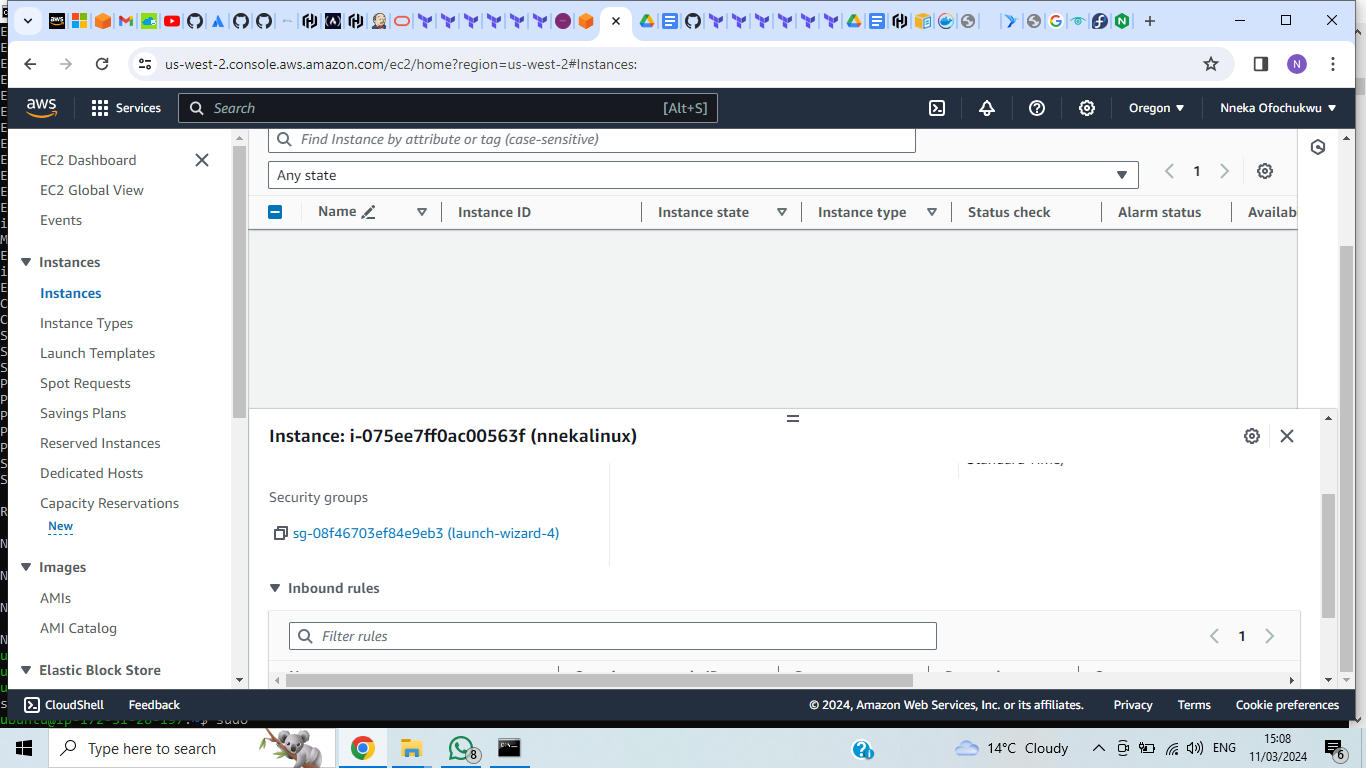 us-west-2.console.aws.amazon.com/ec2/home?region=us-west-2#Instances:
N
aws
Services
Search
[Alt+S]
Oregon
Nneka Ofochukwu
EC2 Dashboard
EC2 Global View
Events
Instances
Instances
Instance Types
Launch Templates
Spot Requests
Savings Plans
Reserved Instances
Dedicated Hosts
Capacity Reservations
New
Images
AMIs
AMI Catalog
Elastic Block Store
Find Instance by attribute or tag (case-sensitive)
Any state
1
Name
Instance ID
Instance state
Instance type
Status check
Alarm status
Availab
Instance: i-075ee7ff0ac00563f (nnekalinux)
Security groups
sg-08f46703ef84e9eb3 (launch-wizard-4)
Inbound rules
Filter rules
1
CloudShell
Feedback
© 2024, Amazon Web Services, Inc. or its affiliates.
Privacy
Terms
Cookie preferences
Type here to search
8
14°C Cloudy
ENG
15:08
11/03/2024
6